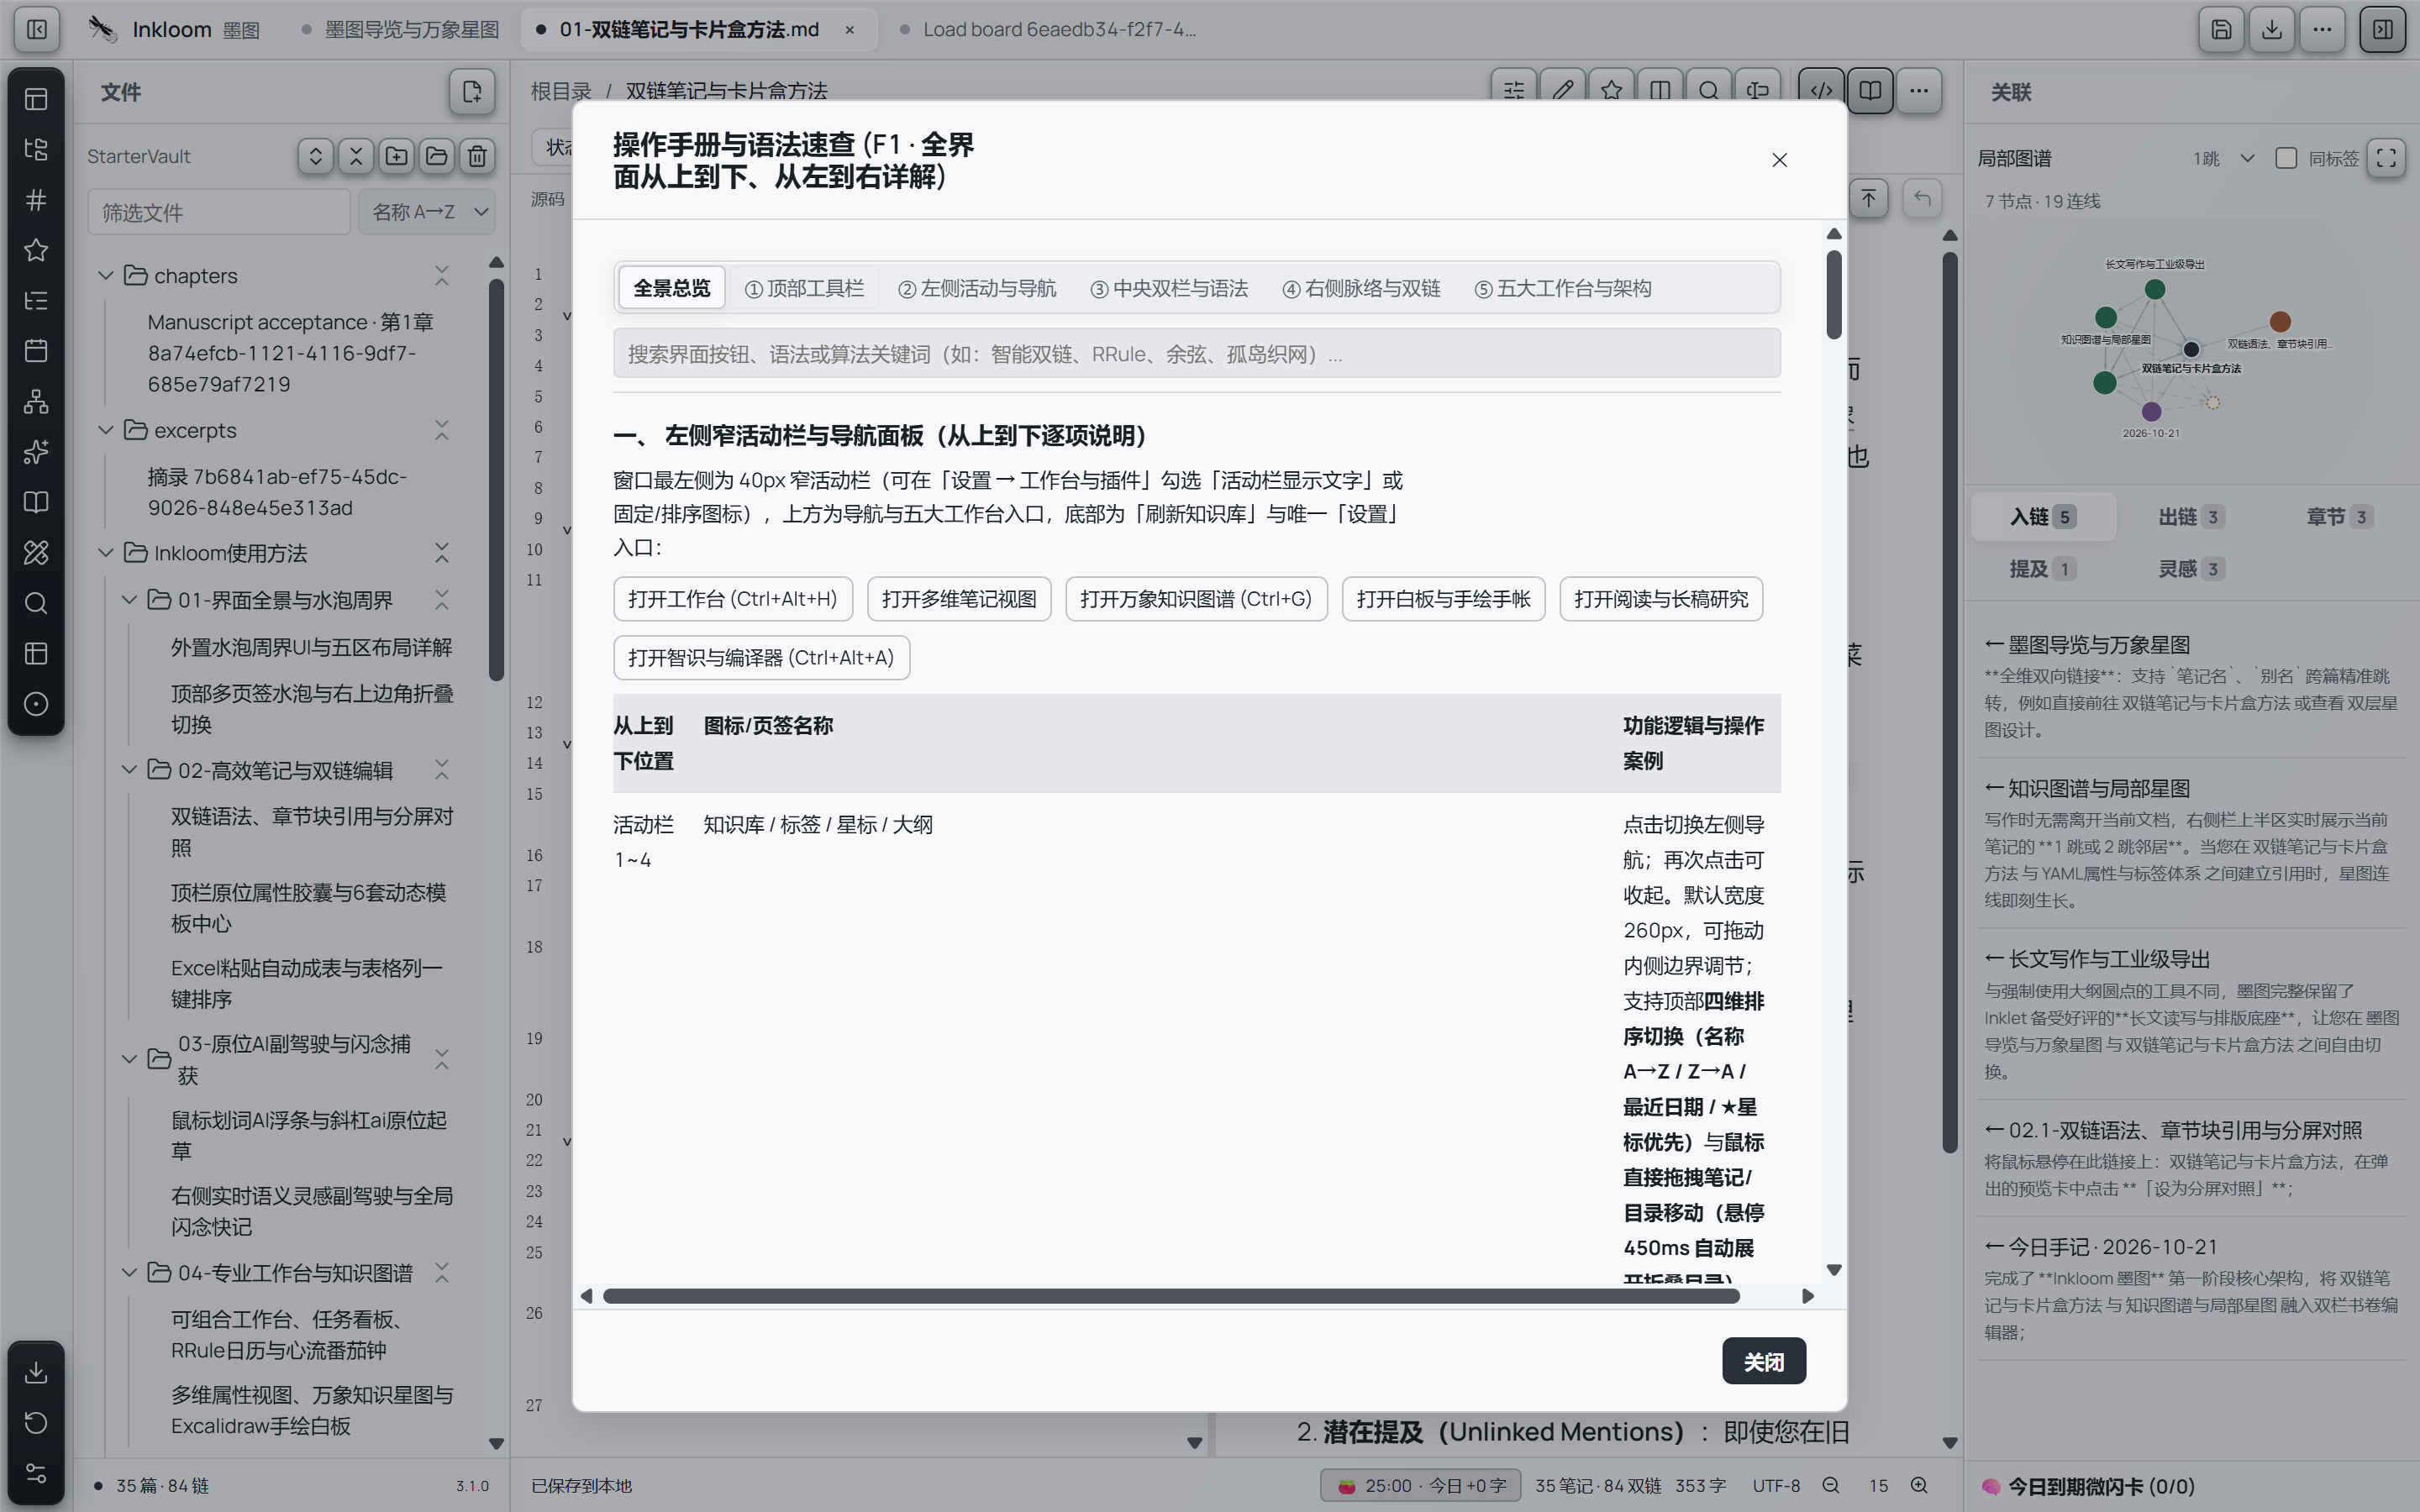 Inkloom 墨图
墨图导览与万象星图
01-双链笔记与卡片盒方法.md ×
Load board 6eaedb34-f2f7-4...
文件
StarterVault
筛选文件
名称 A→Z
chapters
Manuscript acceptance · 第1章
8a74efcb-1121-4116-9df7-
685e79af7219
excerpts
摘录 7b6841ab-ef75-45dc-
9026-848e45e313ad
Inkloom使用方法
01-界面全景与水泡周界
外置水泡周界UI与五区布局详解
顶部多页签水泡与右上边角折叠
切换
02-高效笔记与双链编辑
双链语法、章节块引用与分屏对
照
顶栏原位属性胶囊与6套动态模
板中心
Excel粘贴自动成表与表格列一
键排序
03-原位AI副驾驶与闪念捕
获
鼠标划词AI浮条与斜杠ai原位起
草
右侧实时语义灵感副驾驶与全局
闪念快记
04-专业工作台与知识图谱
可组合工作台、任务看板、
RRule日历与心流番茄钟
多维属性视图、万象知识星图与
Excalidraw手绘白板
35 篇 · 84 链
3.1.0
根目录 / 双链笔记与卡片盒方法
源码
1
2
3
4
5
6
7
8
9
10
11
12
13
14
15
16
17
18
19
20
21
22
23
24
25
26
27
操作手册与语法速查 (F1 · 全界
面从上到下、从左到右详解)
全景总览
① 顶部工具栏
② 左侧活动与导航
③ 中央双栏与语法
④ 右侧脉络与双链
⑤ 五大工作台与架构
搜索界面按钮、语法或算法关键词（如：智能双链、RRule、余弦、孤岛织网）...
一、 左侧窄活动栏与导航面板（从上到下逐项说明）
窗口最左侧为 40px 窄活动栏（可在「设置 → 工作台与插件」勾选「活动栏显示文字」或
固定/排序图标），上方为导航与五大工作台入口，底部为「刷新知识库」与唯一「设置」
入口：
打开工作台 (Ctrl+Alt+H)
打开多维笔记视图
打开万象知识图谱 (Ctrl+G)
打开白板与手绘手帐
打开阅读与长稿研究
打开智识与编译器 (Ctrl+Alt+A)
从上到
下位置
图标/页签名称
功能逻辑与操作
案例
活动栏
1~4
知识库 / 标签 / 星标 / 大纲
点击切换左侧导
航；再次点击可
收起。默认宽度
260px，可拖动
内侧边界调节；
支持顶部四维排
序切换（名称
A→Z / Z→A /
最近日期 / ★星
标优先）与鼠标
直接拖拽笔记/
目录移动（悬停
450ms 自动展
开折叠目录）
关闭
2. 潜在提及（Unlinked Mentions）：即使您在旧
已保存到本地
25:00 · 今日 +0 字
35 笔记 · 84 双链
353 字
UTF-8
15
关联
局部图谱
1跳
同标签
7 节点 · 19 连线
长文写作与工业级导出
知识图谱与局部星图
双链语法、章节块引用...
双链笔记与卡片盒方法
2026-10-21
入链 5
出链 3
章节 3
提及 1
灵感 3
← 墨图导览与万象星图
**全维双向链接**：支持 `笔记名`、`别名` 跨篇精准跳
转，例如直接前往 双链笔记与卡片盒方法 或查看 双层星
图设计。
← 知识图谱与局部星图
写作时无需离开当前文档，右侧栏上半区实时展示当前
笔记的 **1 跳或 2 跳邻居**。当您在 双链笔记与卡片盒
方法 与 YAML属性与标签体系 之间建立引用时，星图连
线即刻生长。
← 长文写作与工业级导出
与强制使用大纲圆点的工具不同，墨图完整保留了
Inklet 备受好评的**长文读写与排版底座**，让您在 墨图
导览与万象星图 与 双链笔记与卡片盒方法 之间自由切
换。
← 02.1-双链语法、章节块引用与分屏对照
将鼠标悬停在此链接上：双链笔记与卡片盒方法，在弹
出的预览卡中点击 **「设为分屏对照」**；
← 今日手记 · 2026-10-21
完成了 **Inkloom 墨图** 第一阶段核心架构，将 双链笔
记与卡片盒方法 与 知识图谱与局部星图 融入双栏书卷编
辑器；
今日到期微闪卡 (0/0)